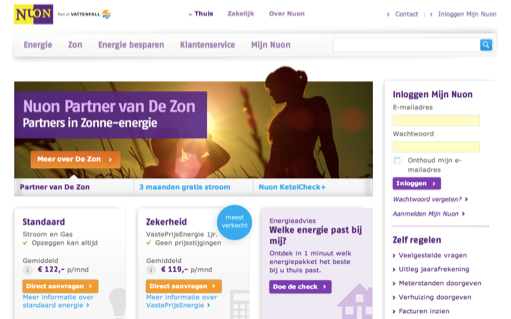 NUON
Part of VATTENFALL
Thuis
Zakelijk
Over Nuon
Contact
Inloggen Mijn Nuon
Energie
Zon
Energie besparen
Klantenservice
Mijn Nuon
Nuon Partner van De Zon
Partners in Zonne-energie
Meer over De Zon
Partner van De Zon
3 maanden gratis stroom
Nuon KetelCheck+
Standaard
Stroom en Gas
Opzeggen kan altijd
Gemiddeld
€ 122,- p/mnd
Direct aanvragen
Meer informatie over
standaard energie
Zekerheid
VastePrijsEnergie 1jr.
Geen prijsstijgingen
Gemiddeld
€ 119,- p/mnd
Direct aanvragen
Meer informatie over
VastePrijsEnergie
meest
verkocht
Energieadvies
Welke energie past bij
mij?
Ontdek in 1 minuut welk
energiepakket het beste
bij u thuis past.
Doe de check
Inloggen Mijn Nuon
E-mailadres
Wachtwoord
Onthoud mijn e-
mailadres
Inloggen
Wachtwoord vergeten?
Aanmelden Mijn Nuon
Zelf regelen
Veelgestelde vragen
Uitleg jaarafrekening
Meterstanden doorgeven
Verhuizing doorgeven
Facturen inzien